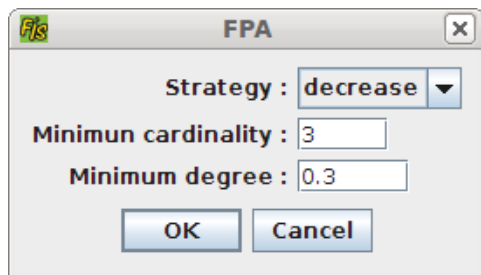 Fis FPA
Strategy : decrease
Minimun cardinality : 3
Minimum degree : 0.3
OK Cancel